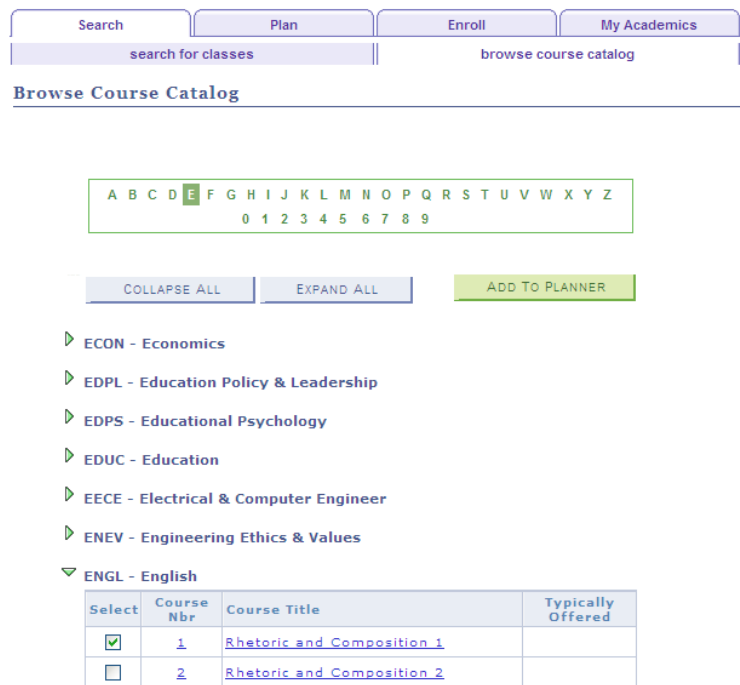 Search Plan Enroll My Academics
search for classes browse course catalog
Browse Course Catalog
A B C D E F G H I J K L M N O P Q R S T U V W X Y Z
0 1 2 3 4 5 6 7 8 9
COLLAPSE ALL EXPAND ALL ADD TO PLANNER
ECON - Economics
EDPL - Education Policy & Leadership
EDPS - Educational Psychology
EDUC - Education
EECE - Electrical & Computer Engineer
ENEV - Engineering Ethics & Values
ENGL - English
Select Course Nbr Course Title Typically Offered
1 Rhetoric and Composition 1
2 Rhetoric and Composition 2